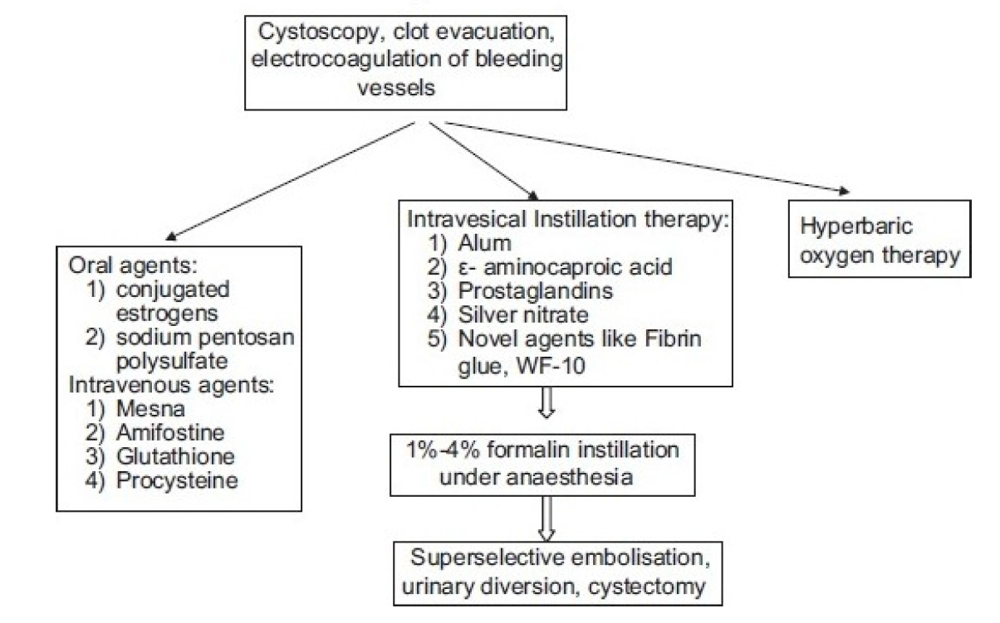 Cystoscopy, clot evacuation,
electrocoagulation of bleeding
vessels
Oral agents:
1) conjugated
estrogens
2) sodium pentosan
polysulfate
Intravenous agents:
1) Mesna
2) Amifostine
3) Glutathione
4) Procysteine
Intravesical Instillation therapy:
1) Alum
2) ε- aminocaproic acid
3) Prostaglandins
4) Silver nitrate
5) Novel agents like Fibrin
glue, WF-10
Hyperbaric
oxygen therapy
1%-4% formalin instillation
under anaesthesia
Superselective embolisation,
urinary diversion, cystectomy